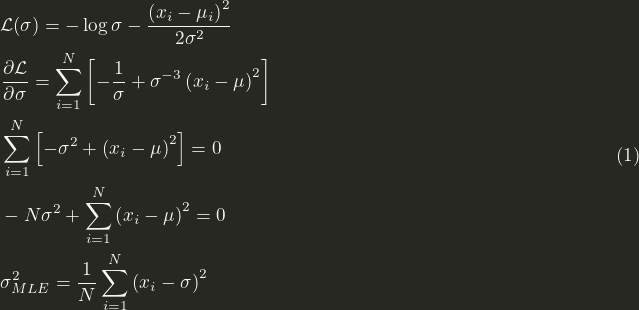 \mathcal{L}(\sigma) = -\log \sigma - \frac{(x_i - \mu_i)^2}{2\sigma^2}
\frac{\partial \mathcal{L}}{\partial \sigma} = \sum_{i=1}^{N} \left[ -\frac{1}{\sigma} + \sigma^{-3} (x_i - \mu)^2 \right]
\sum_{i=1}^{N} \left[ -\sigma^2 + (x_i - \mu)^2 \right] = 0 (1)
-N\sigma^2 + \sum_{i=1}^{N} (x_i - \mu)^2 = 0
\sigma^2_{MLE} = \frac{1}{N} \sum_{i=1}^{N} (x_i - \sigma)^2